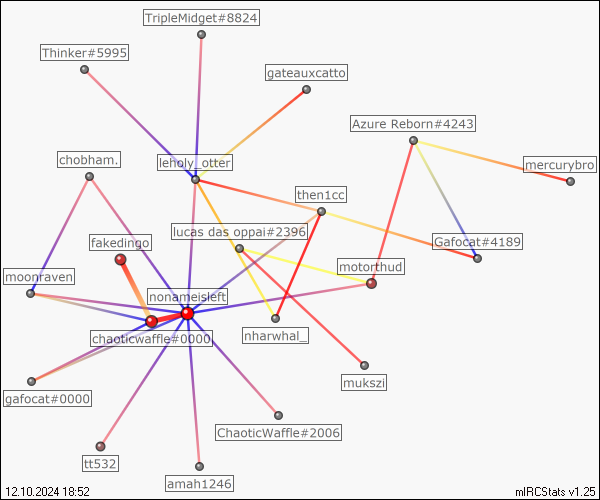 TripleMidget#8824
Thinker#5995
gateauxcatto
Azure Reborn#4243
chobham.
leholy_otter
mercurybro
then1cc
lucas das oppai#2396
fakedingo
Gafocat#4189
motorthud
moonraven
nonameisleft
chaoticwaffle#0000
nharwhal_
mukszi
gafocat#0000
ChaoticWaffle#2006
tt532
amah1246
12.10.2024 18:52
mIRCStats v1.25